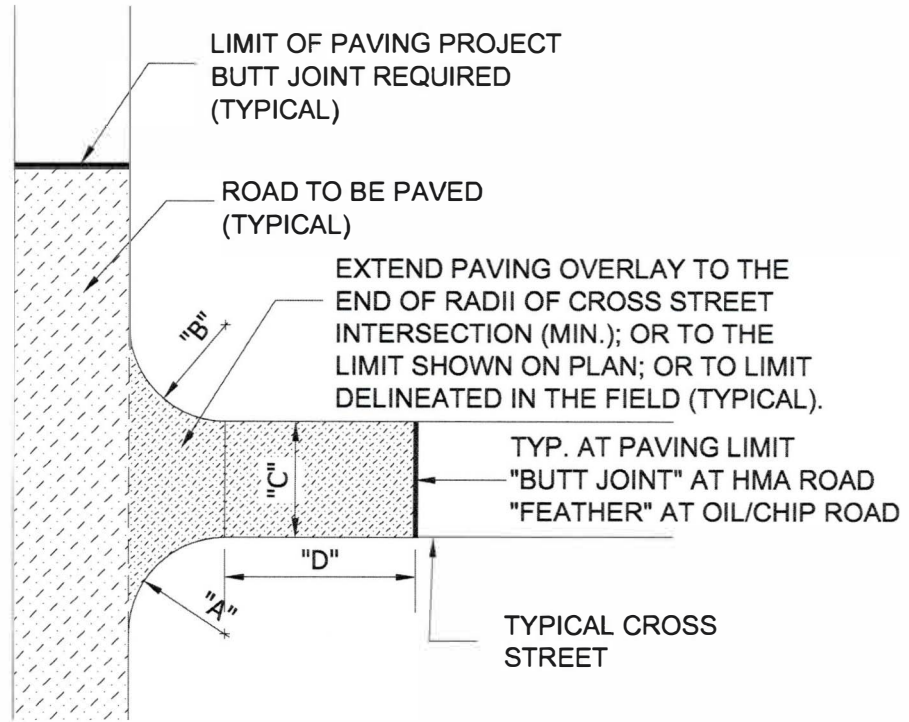 LIMIT OF PAVING PROJECT
BUTT JOINT REQUIRED
(TYPICAL)
ROAD TO BE PAVED
(TYPICAL)
EXTEND PAVING OVERLAY TO THE
END OF RADII OF CROSS STREET
INTERSECTION (MIN.); OR TO THE
LIMIT SHOWN ON PLAN; OR TO LIMIT
DELINEATED IN THE FIELD (TYPICAL).
"B"
TYP. AT PAVING LIMIT
"BUTT JOINT" AT HMA ROAD
"FEATHER" AT OIL/CHIP ROAD
"C"
"D"
"A"
TYPICAL CROSS
STREET